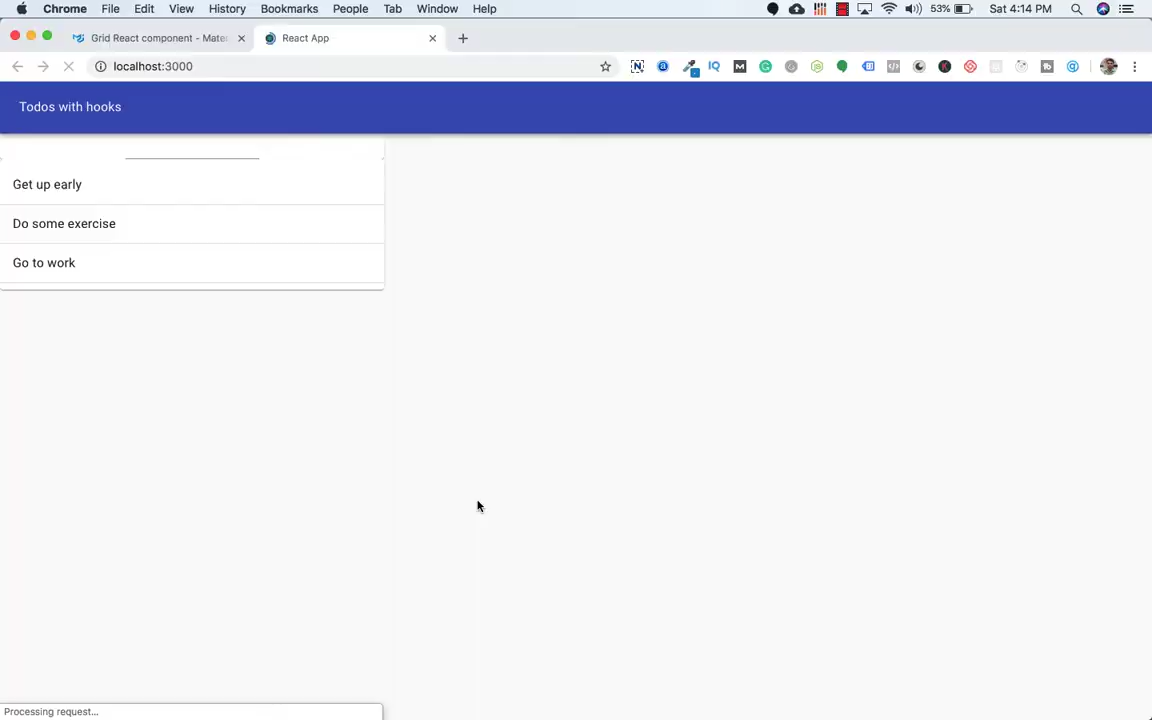 Chrome File Edit View History Bookmarks People Tab Window Help 53% Sat 4:14 PM
Grid React component - Mate React App
localhost:3000
Todos with hooks
Get up early
Do some exercise
Go to work
Processing request...